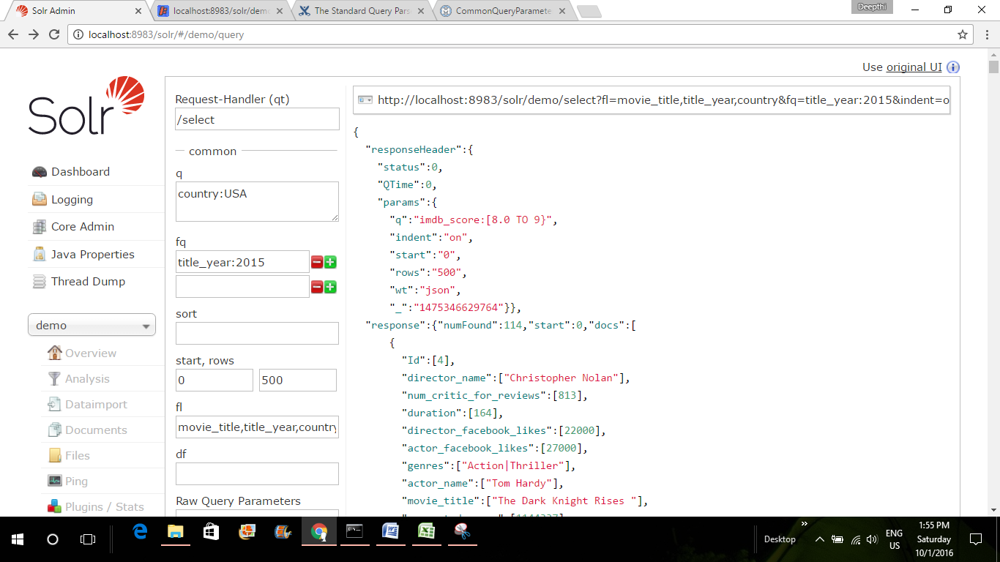 Solr Admin
localhost:8983/solr/dem
The Standard Query Pars
CommonQueryParamete
Deepthi
localhost:8983/solr/#/demo/query
Use original UI
Solr
Dashboard
Logging
Core Admin
Java Properties
Thread Dump
demo
Overview
Analysis
Dataimport
Documents
Files
Ping
Plugins / Stats
Request-Handler (qt)
/select
common
q
country:USA
fq
title_year:2015
sort
start, rows
0 500
fl
movie_title,title_year,country
df
Raw Query Parameters
http://localhost:8983/solr/demo/select?fl=movie_title,title_year,country&fq=title_year:2015&indent=o
{
"responseHeader":{
"status":0,
"QTime":0,
"params":{
"q":"imdb_score:[8.0 TO 9}",
"indent":"on",
"start":"0",
"rows":"500",
"wt":"json",
"_":"1475346629764"}},
"response":{"numFound":114,"start":0,"docs":[
{
"Id":[4],
"director_name":["Christopher Nolan"],
"num_critic_for_reviews":[813],
"duration":[164],
"director_facebook_likes":[22000],
"actor_facebook_likes":[27000],
"genres":["Action|Thriller"],
"actor_name":["Tom Hardy"],
"movie_title":["The Dark Knight Rises "],
Desktop
»
ENG
US
1:55 PM
Saturday
10/1/2016